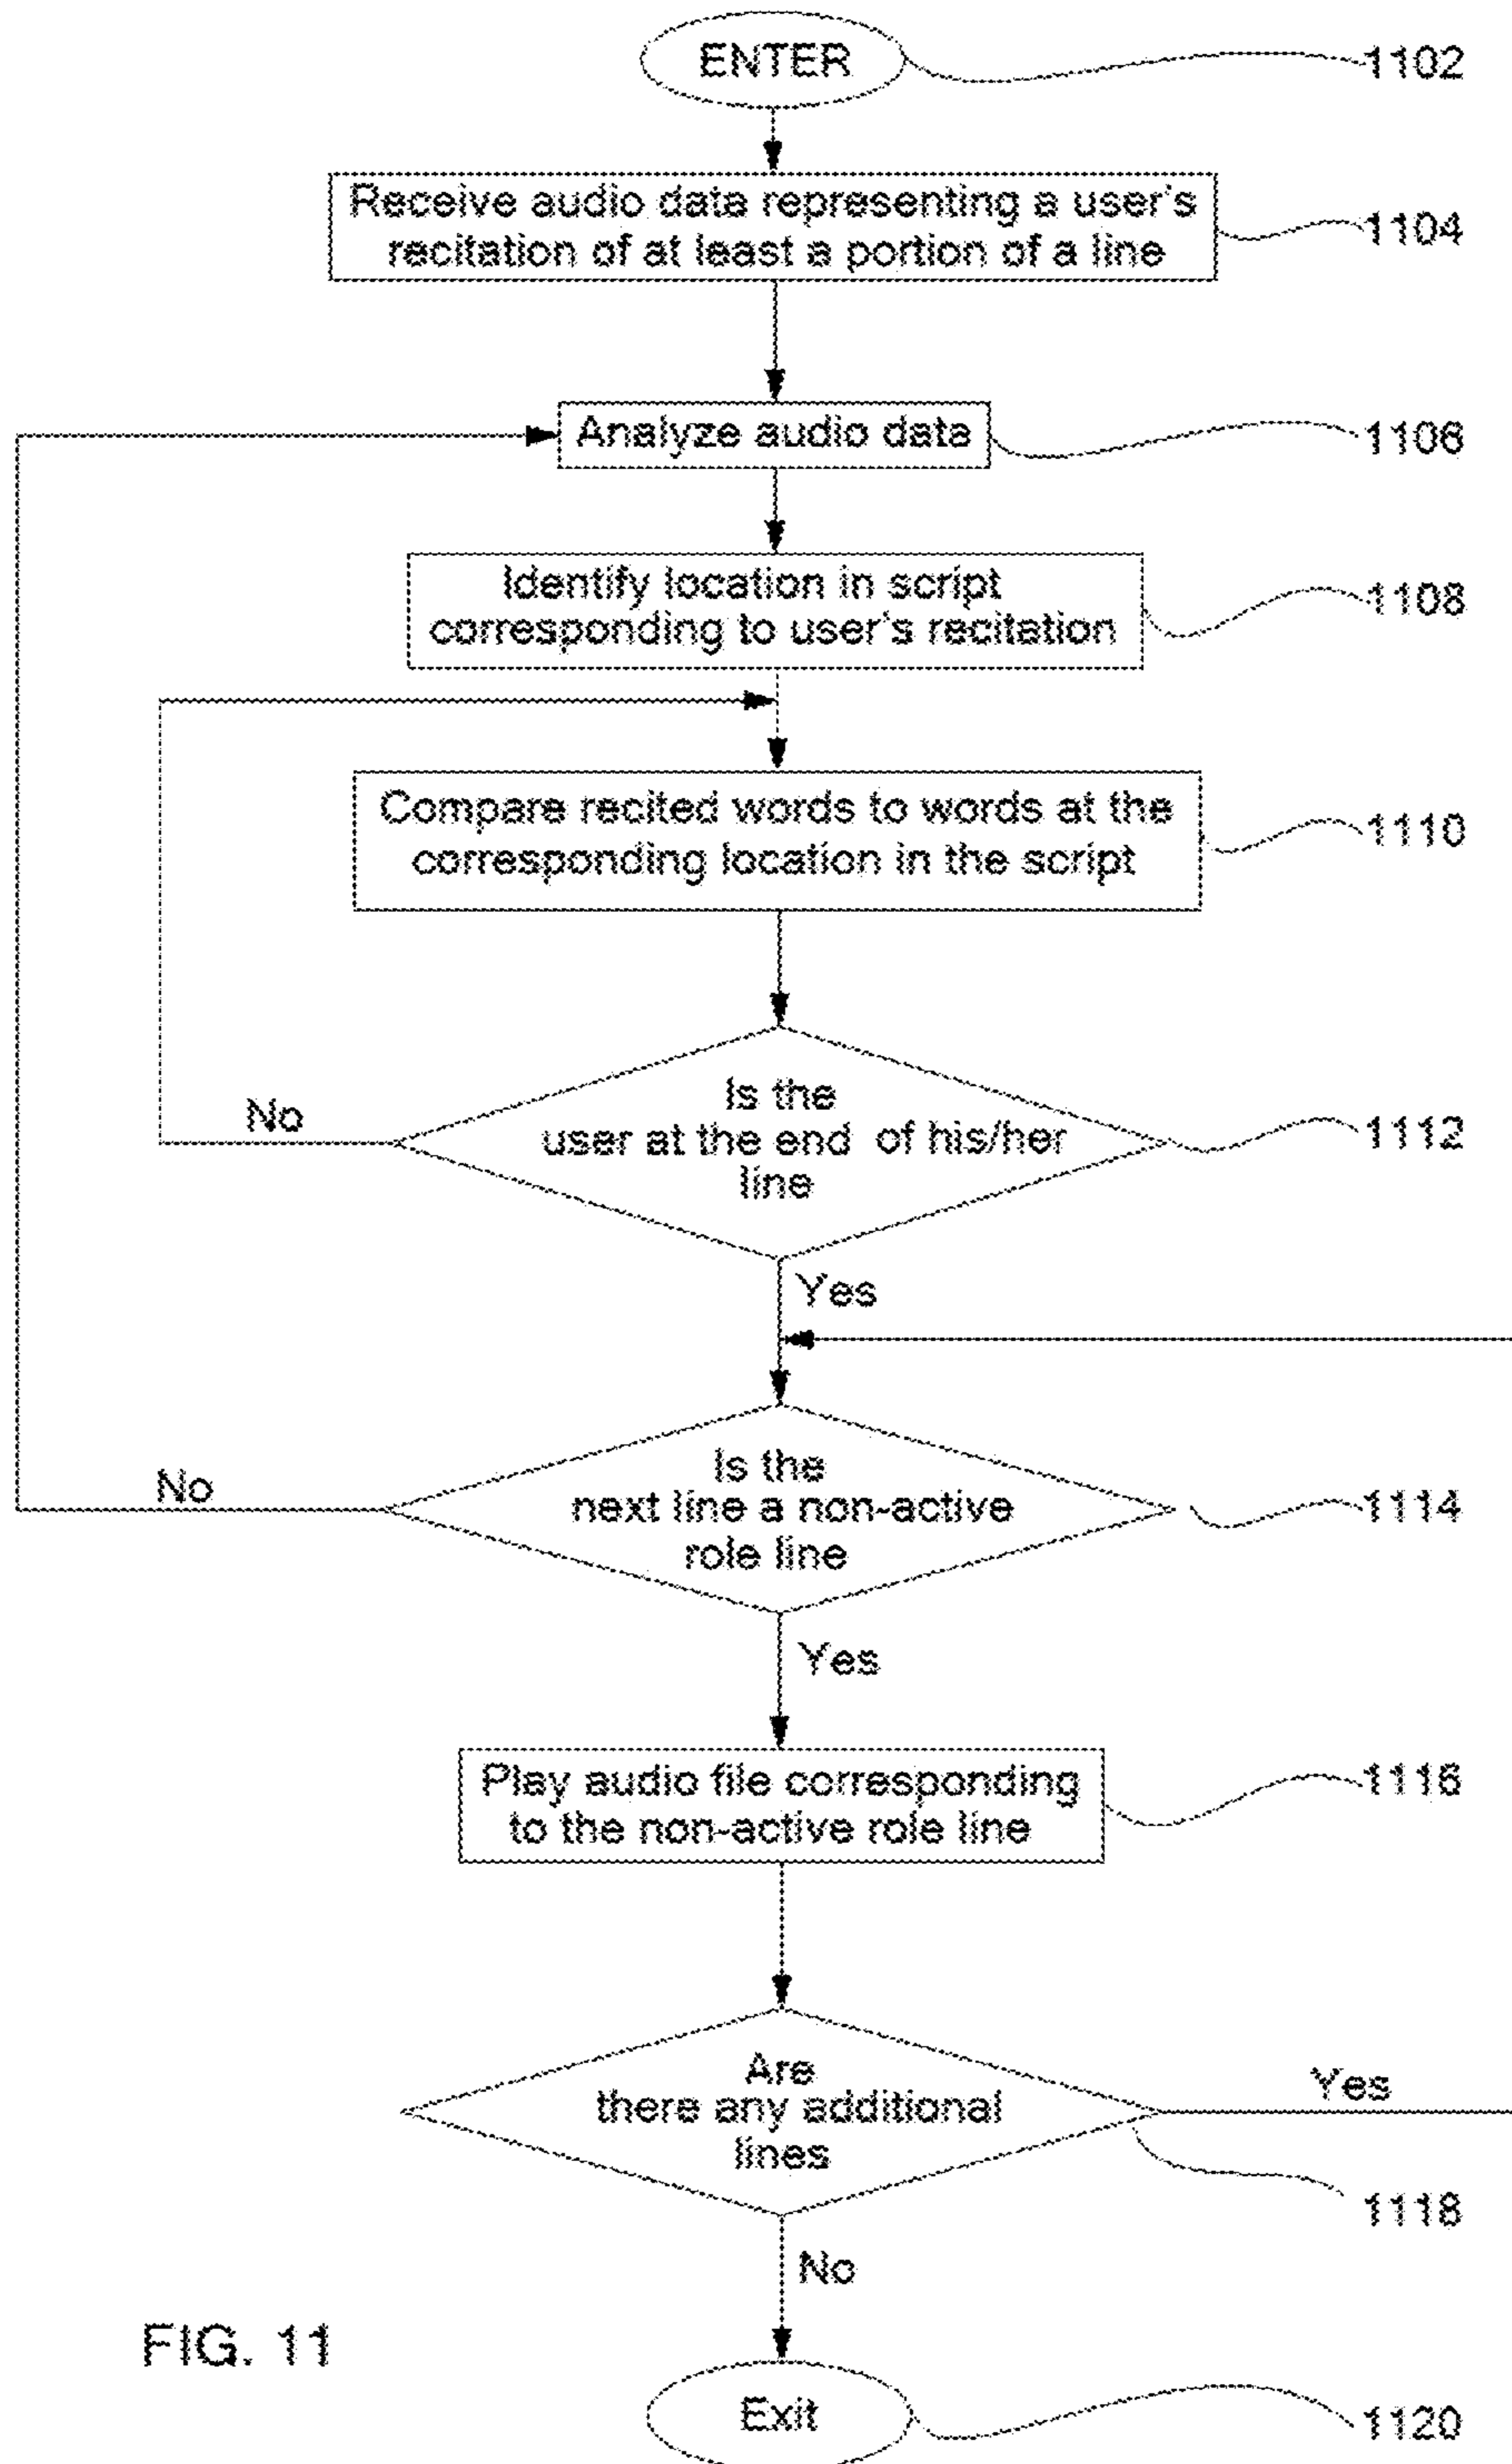 ENTER
1102
Receive audio data representing a user's
recitation of at least a portion of a line
1104
Analyze audio data
1106
Identify location in script
corresponding to user's recitation
1108
Compare recited words to words at the
corresponding location in the script
1110
Is the
user at the end of his/her
line
1112
No
Yes
Is the
next line a non-active
role line
1114
No
Yes
Play audio file corresponding
to the non-active role line
1116
Are
there any additional
lines
Yes
1118
No
FIG. 11
Exit
1120